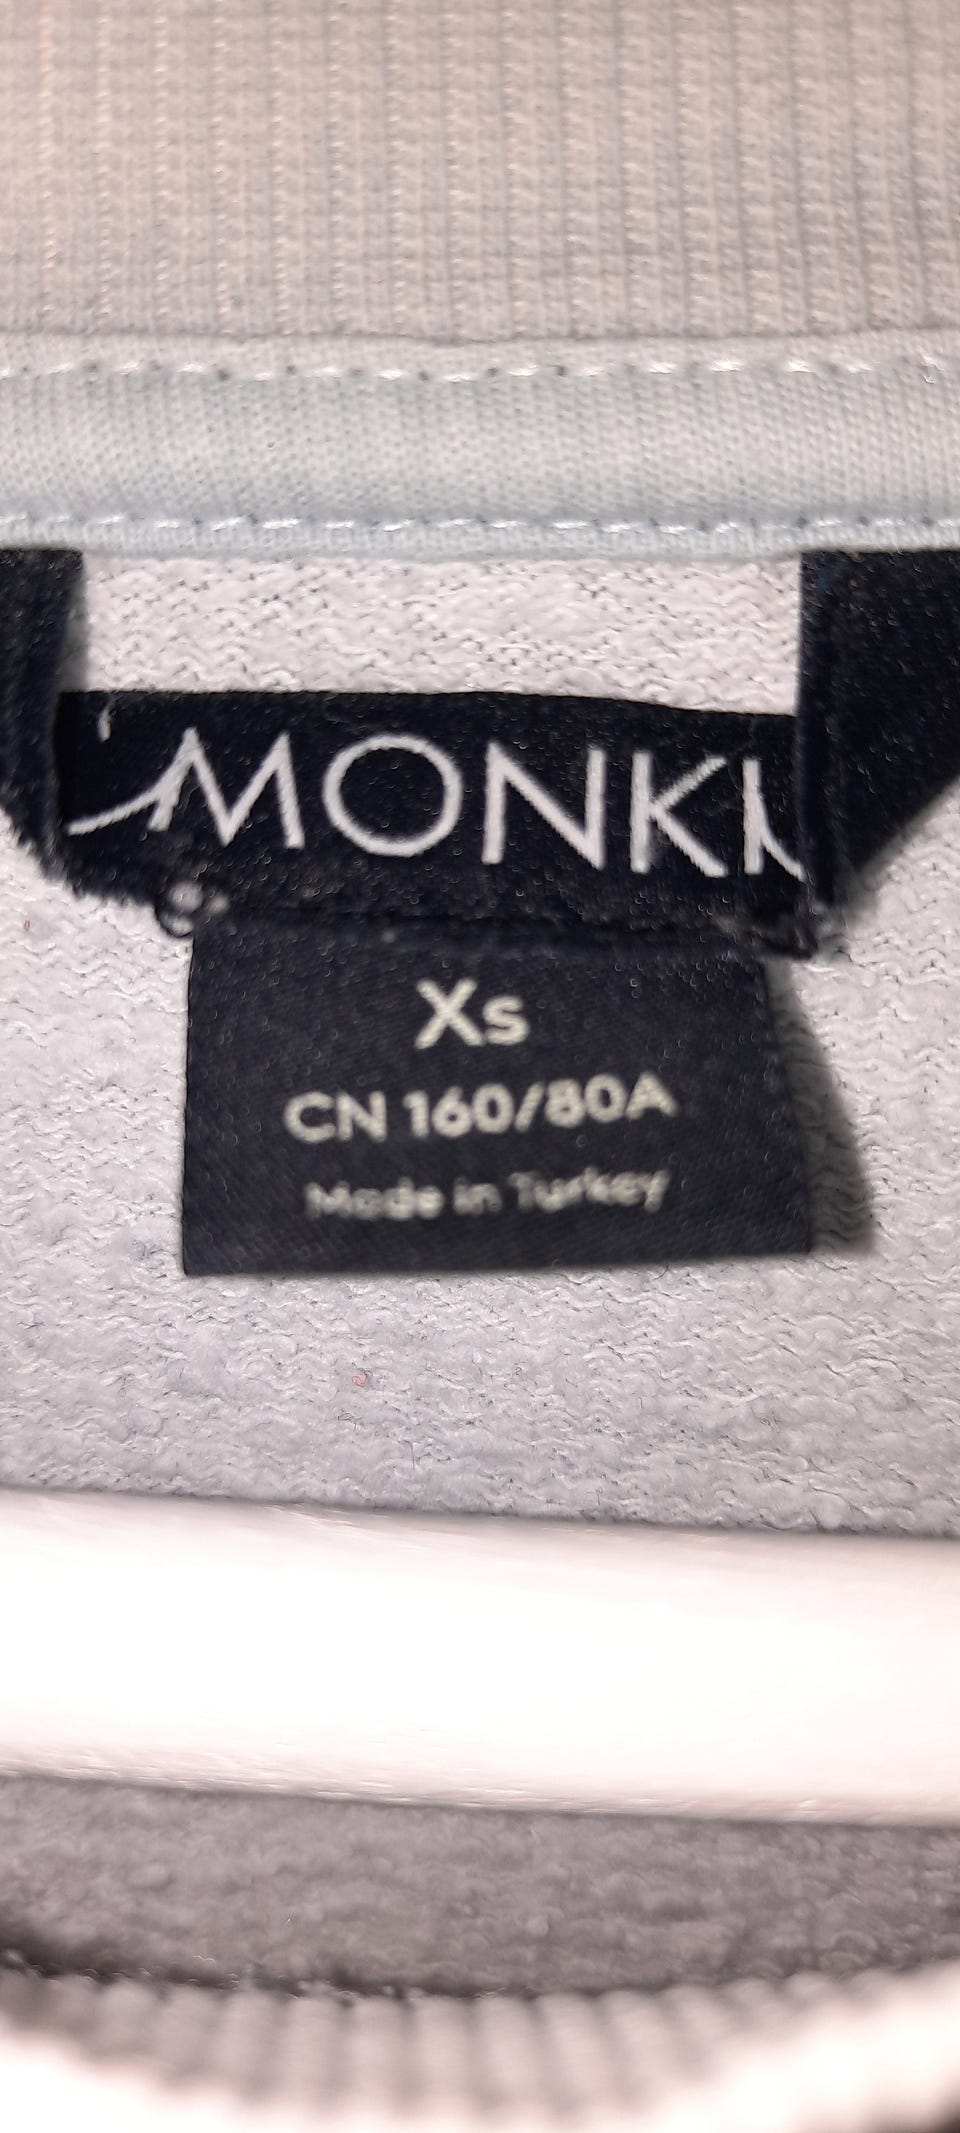 MONKI
Xs
CN 160/80A
Made in Turkey